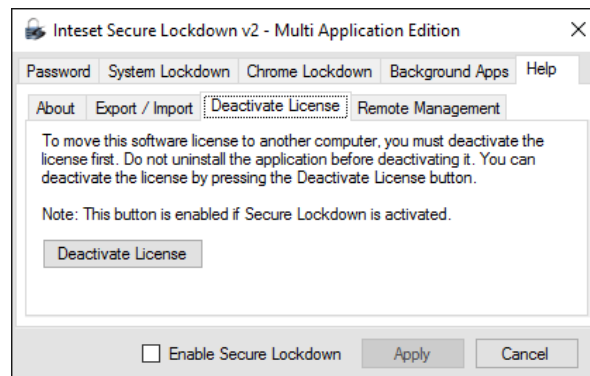 Inteset Secure Lockdown v2 - Multi Application Edition
Password System Lockdown Chrome Lockdown Background Apps Help
About Export / Import Deactivate License Remote Management
To move this software license to another computer, you must deactivate the
license first. Do not uninstall the application before deactivating it. You can
deactivate the license by pressing the Deactivate License button.
Note: This button is enabled if Secure Lockdown is activated.
Deactivate License
Enable Secure Lockdown Apply Cancel